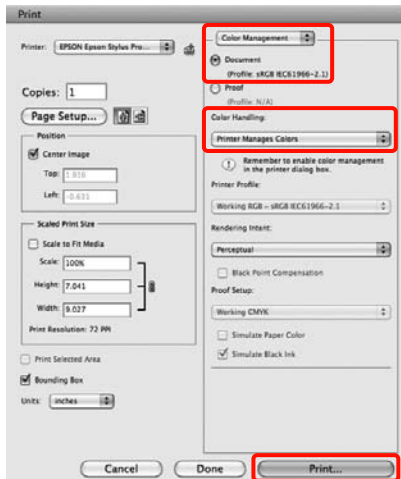 Print
Printer: EPSON Epson Stylus Pro...
Copies: 1
Page Setup...
Position
Center Image
Top: 1.816
Left: -0.631
Scaled Print Size
Scale to Fit Media
Scale: 100%
Height: 7.041
Width: 9.027
Print Resolution: 72 PPI
Print Selected Area
Bounding Box
Units: inches
Color Management
Document
(Profile: sRGB IEC61966-2.1)
Proof
(Profile: N/A)
Color Handling:
Printer Manages Colors
Remember to enable color management
in the printer dialog box.
Printer Profile:
Working RGB - sRGB IEC61966-2.1
Rendering Intent:
Perceptual
Black Point Compensation
Proof Setup:
Working CMYK
Simulate Paper Color
Simulate Black Ink
Cancel
Done
Print...